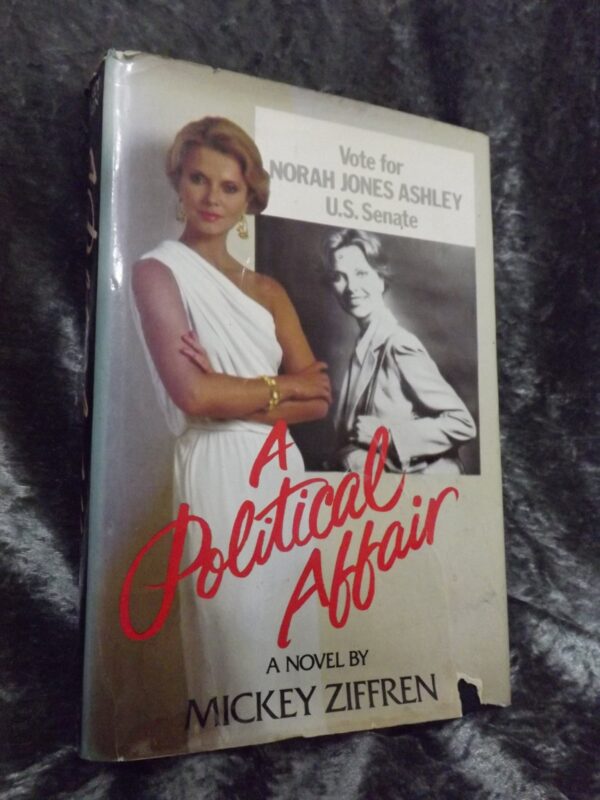 Vote for
NORAH JONES ASHLEY
U.S. Senate
A
Political
Affair
A NOVEL BY
MICKEY ZIFFREN